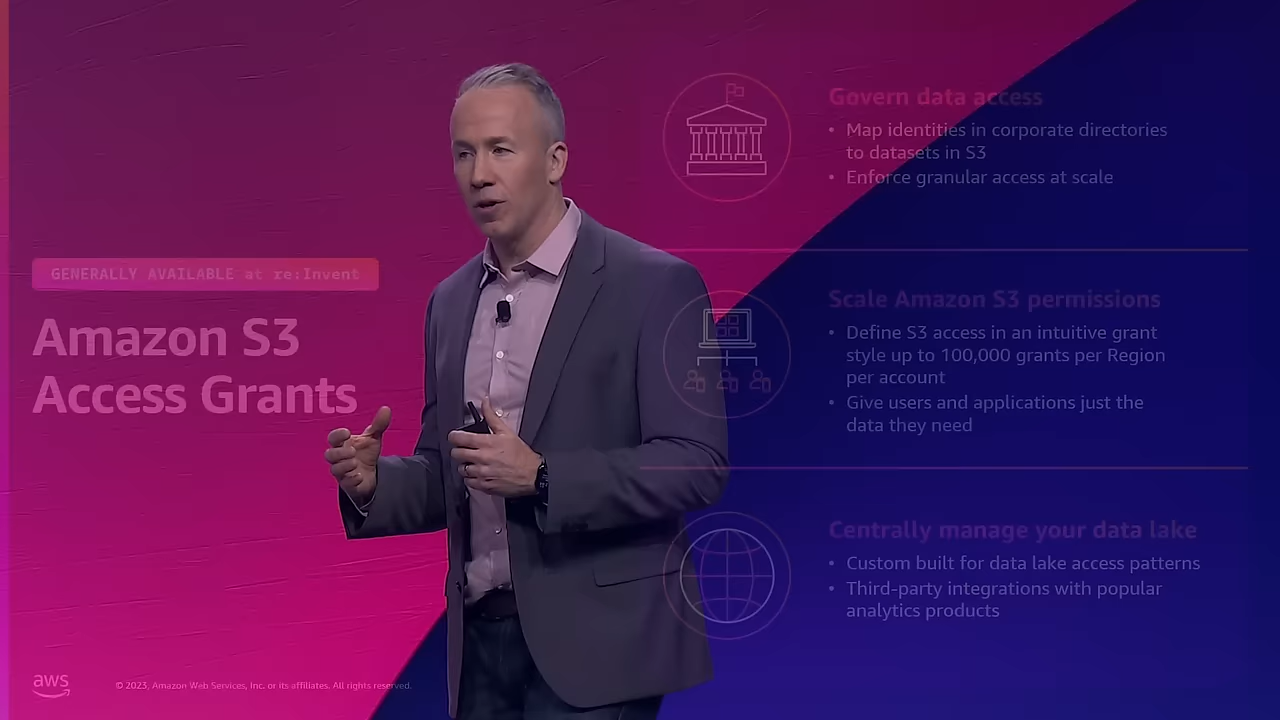 GENERALLY AVAILABLE at re:Invent
Amazon S3
Access Grants
Govern data access
• Map identities in corporate directories
to datasets in S3
• Enforce granular access at scale
Scale Amazon S3 permissions
• Define S3 access in an intuitive grant
style up to 100,000 grants per Region
per account
• Give users and applications just the
data they need
Centrally manage your data lake
• Custom built for data lake access patterns
• Third-party integrations with popular
analytics products
aws
© 2023, Amazon Web Services, Inc. or its affiliates. All rights reserved.